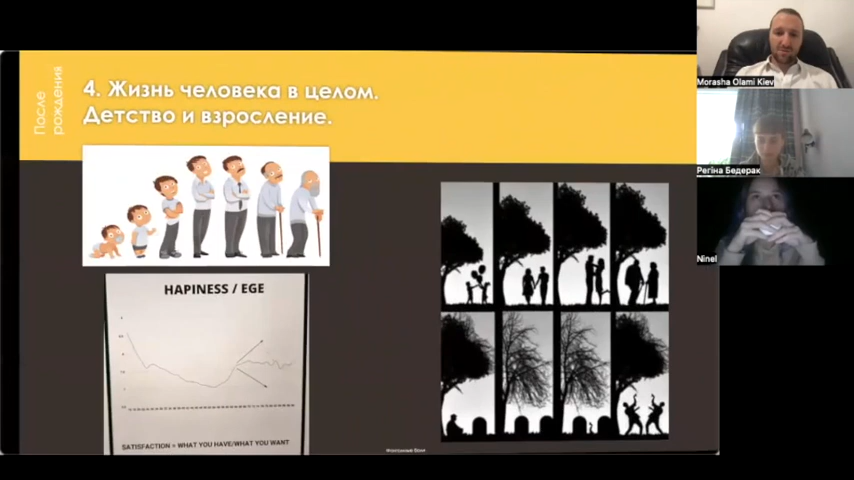 После
рождения
4. Жизнь человека в целом.
Детство и взросление.
HAPINESS / EGE
SATISFACTION = WHAT YOU HAVE/WHAT YOU WANT
Morasha Olami Kiev
Регіна Бедерак
Ninel